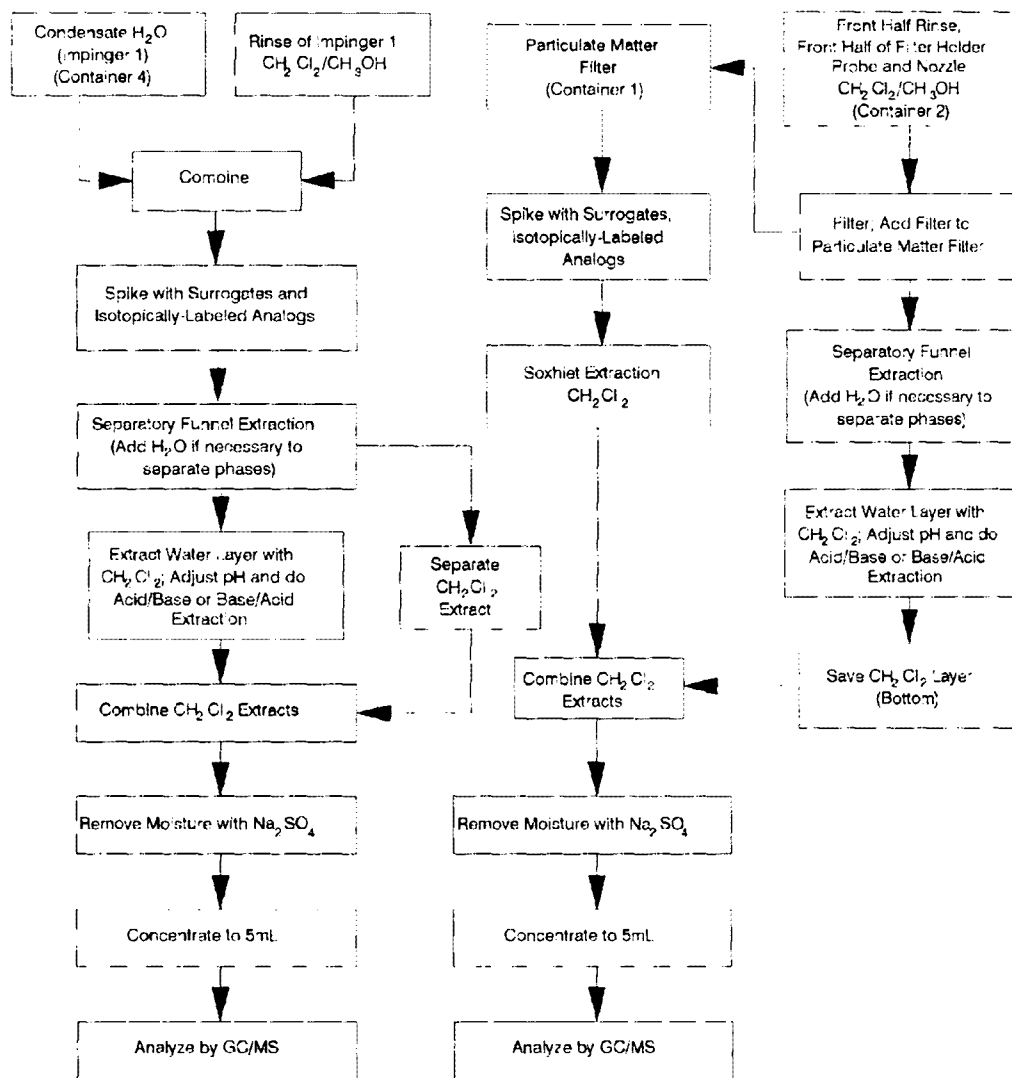 Condensate H₂O
(Impinger 1)
(Container 4)
Rinse of Impinger 1
CH₂Cl₂/CH₃OH
Combine
Spike with Surrogates and
Isotopically-Labeled Analogs
Separatory Funnel Extraction
(Add H₂O if necessary to
separate phases)
Extract Water Layer with
CH₂Cl₂; Adjust pH and do
Acid/Base or Base/Acid
Extraction
Separate
CH₂Cl₂
Extract
Combine CH₂Cl₂ Extracts
Remove Moisture with Na₂SO₄
Concentrate to 5mL
Analyze by GC/MS
Particulate Matter
Filter
(Container 1)
Spike with Surrogates,
Isotopically-Labeled
Analogs
Soxhlet Extraction
CH₂Cl₂
Combine CH₂Cl₂
Extracts
Remove Moisture with Na₂SO₄
Concentrate to 5mL
Analyze by GC/MS
Front Half Rinse,
Front Half of Filter Holder
Probe and Nozzle
CH₂Cl₂/CH₃OH
(Container 2)
Filter; Add Filter to
Particulate Matter Filter
Separatory Funnel
Extraction
(Add H₂O if necessary to
separate phases)
Extract Water Layer with
CH₂Cl₂; Adjust pH and do
Acid/Base or Base/Acid
Extraction
Save CH₂Cl₂ Layer
(Bottom)